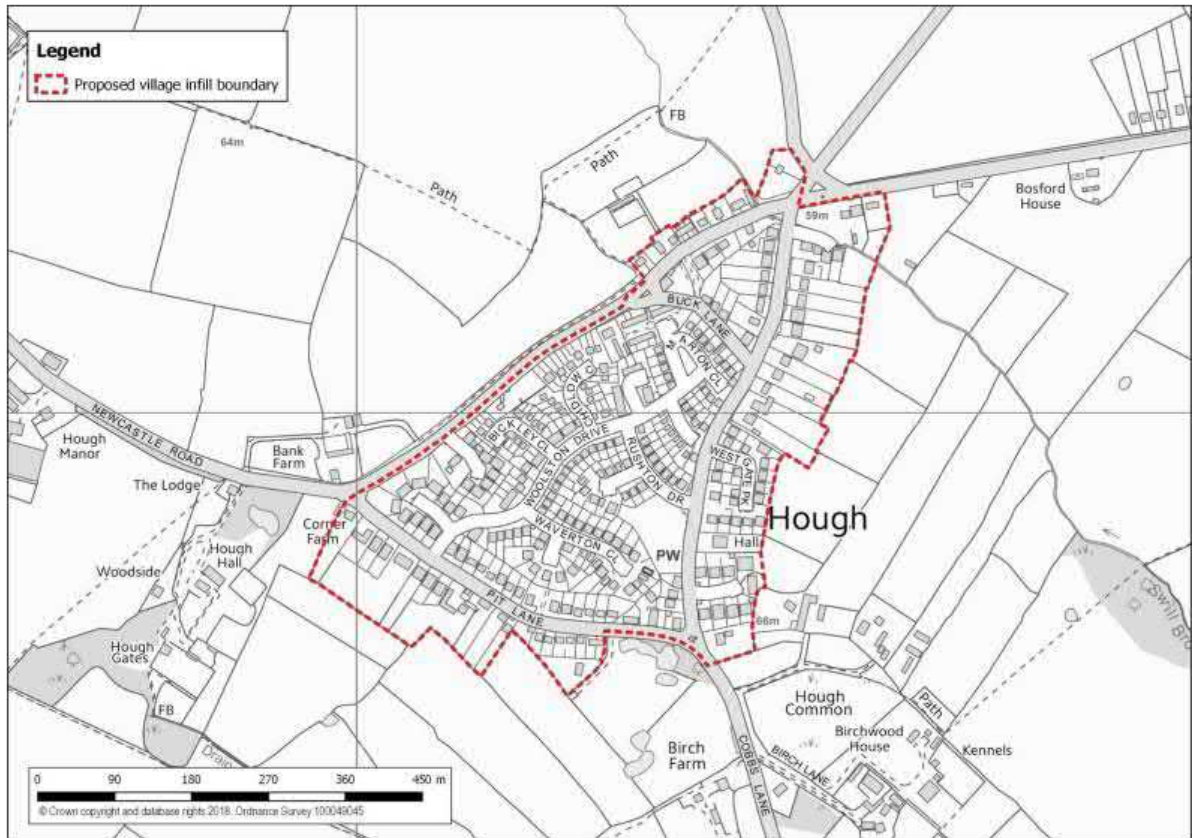 Legend
Proposed village infill boundary
64m
Path
Path
FB
59m
Bosford
House
BUCK LANE
NEWCASTLE ROAD
Hough
Manor
Bank
Farm
The Lodge
BICKLEY CL
WOOLSTON DRIVE
RUSHTON DR
WESTGATE PK
Hough
Corner
Farm
Hough
Hall
WAVERTON CL
PW
Hall
Woodside
PIT LANE
66m
Hough
Gates
FB
Drain
Hough
Common
Path
Birchwood
House
Kennels
Birch
Farm
BIRCH LANE
COBBS LANE
0 90 180 270 360 450 m
© Crown copyright and database rights 2018. Ordnance Survey 100049045